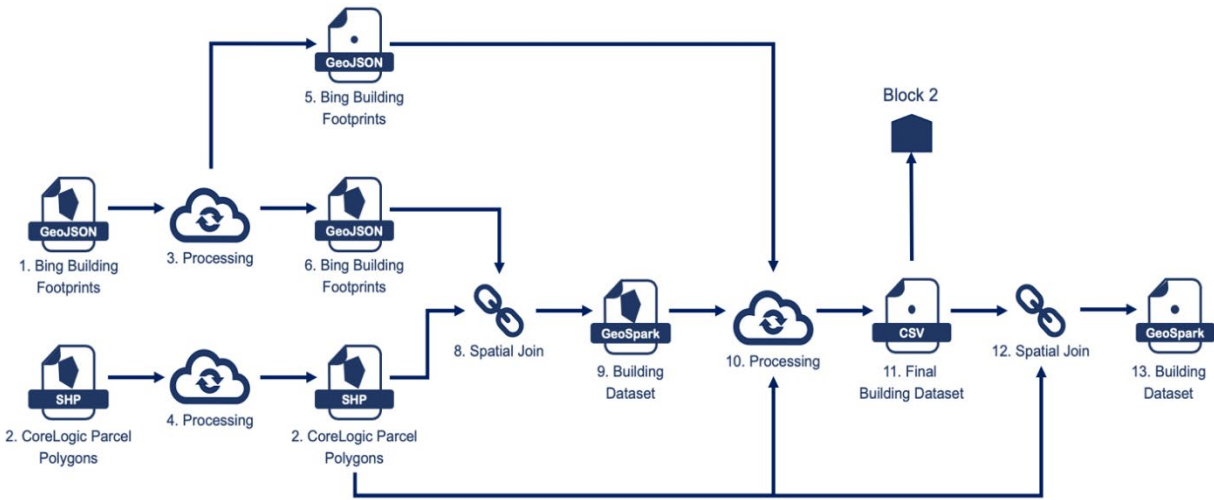 GeoJSON
5. Bing Building
Footprints
Block 2
GeoJSON
1. Bing Building
Footprints
3. Processing
GeoJSON
6. Bing Building
Footprints
8. Spatial Join
GeoSpark
9. Building
Dataset
10. Processing
CSV
11. Final
Building Dataset
12. Spatial Join
GeoSpark
13. Building
Dataset
SHP
2. CoreLogic Parcel
Polygons
4. Processing
SHP
2. CoreLogic Parcel
Polygons